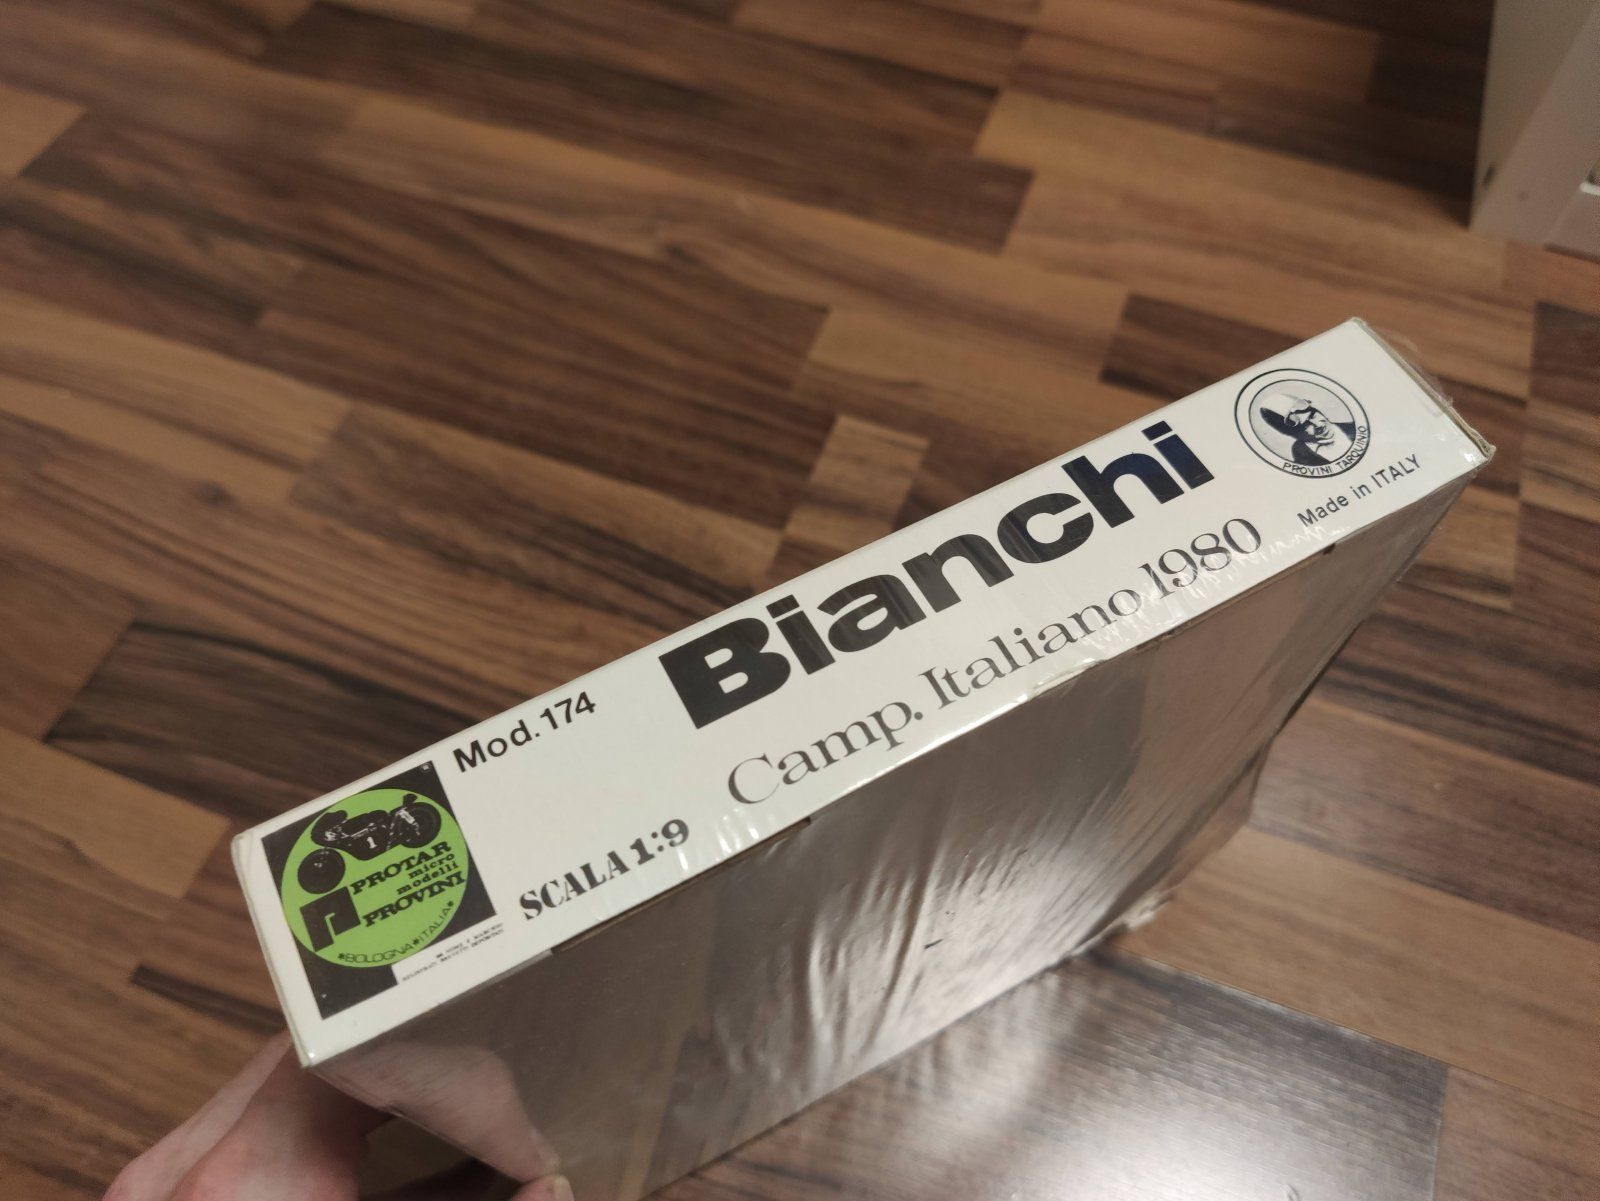 Mod. 174
Bianchi
PROVINI TARQUINIO
Made in ITALY
SCALA 1:9
Camp. Italiano 1980
1
PROTAR
micro
modelli
PROVINI
*BOLOGNA*ITALIA*